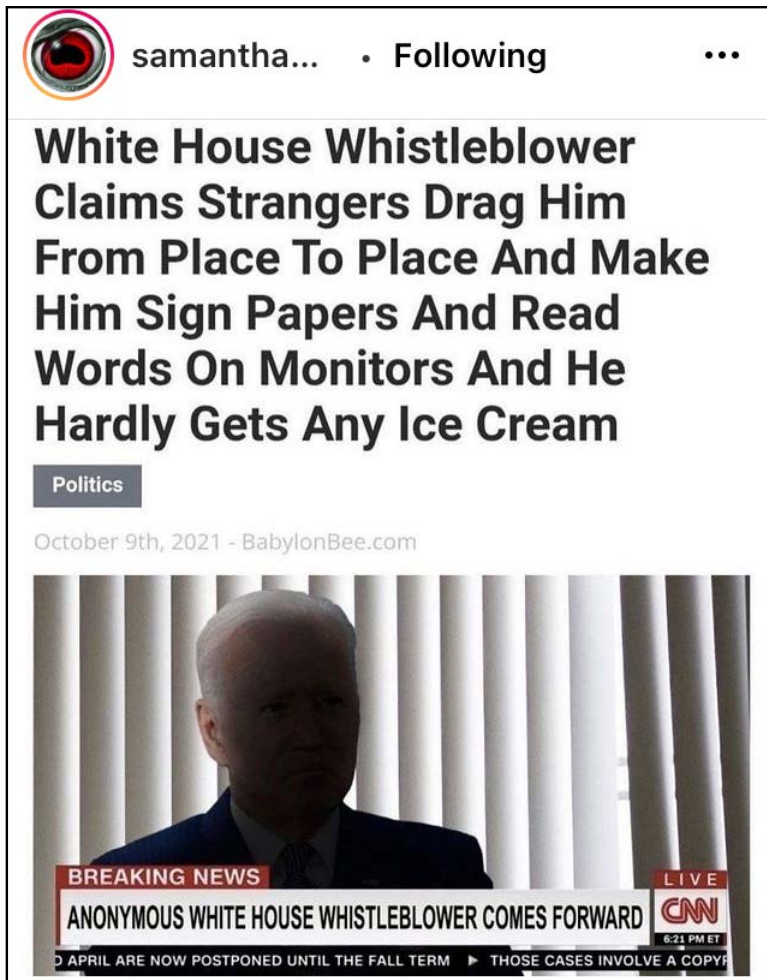 samantha... • Following
White House Whistleblower
Claims Strangers Drag Him
From Place To Place And Make
Him Sign Papers And Read
Words On Monitors And He
Hardly Gets Any Ice Cream
Politics
October 9th, 2021 - BabylonBee.com
BREAKING NEWS
LIVE
ANONYMOUS WHITE HOUSE WHISTLEBLOWER COMES FORWARD
CNN
6:21 PM ET
APRIL ARE NOW POSTPONED UNTIL THE FALL TERM ▶ THOSE CASES INVOLVE A